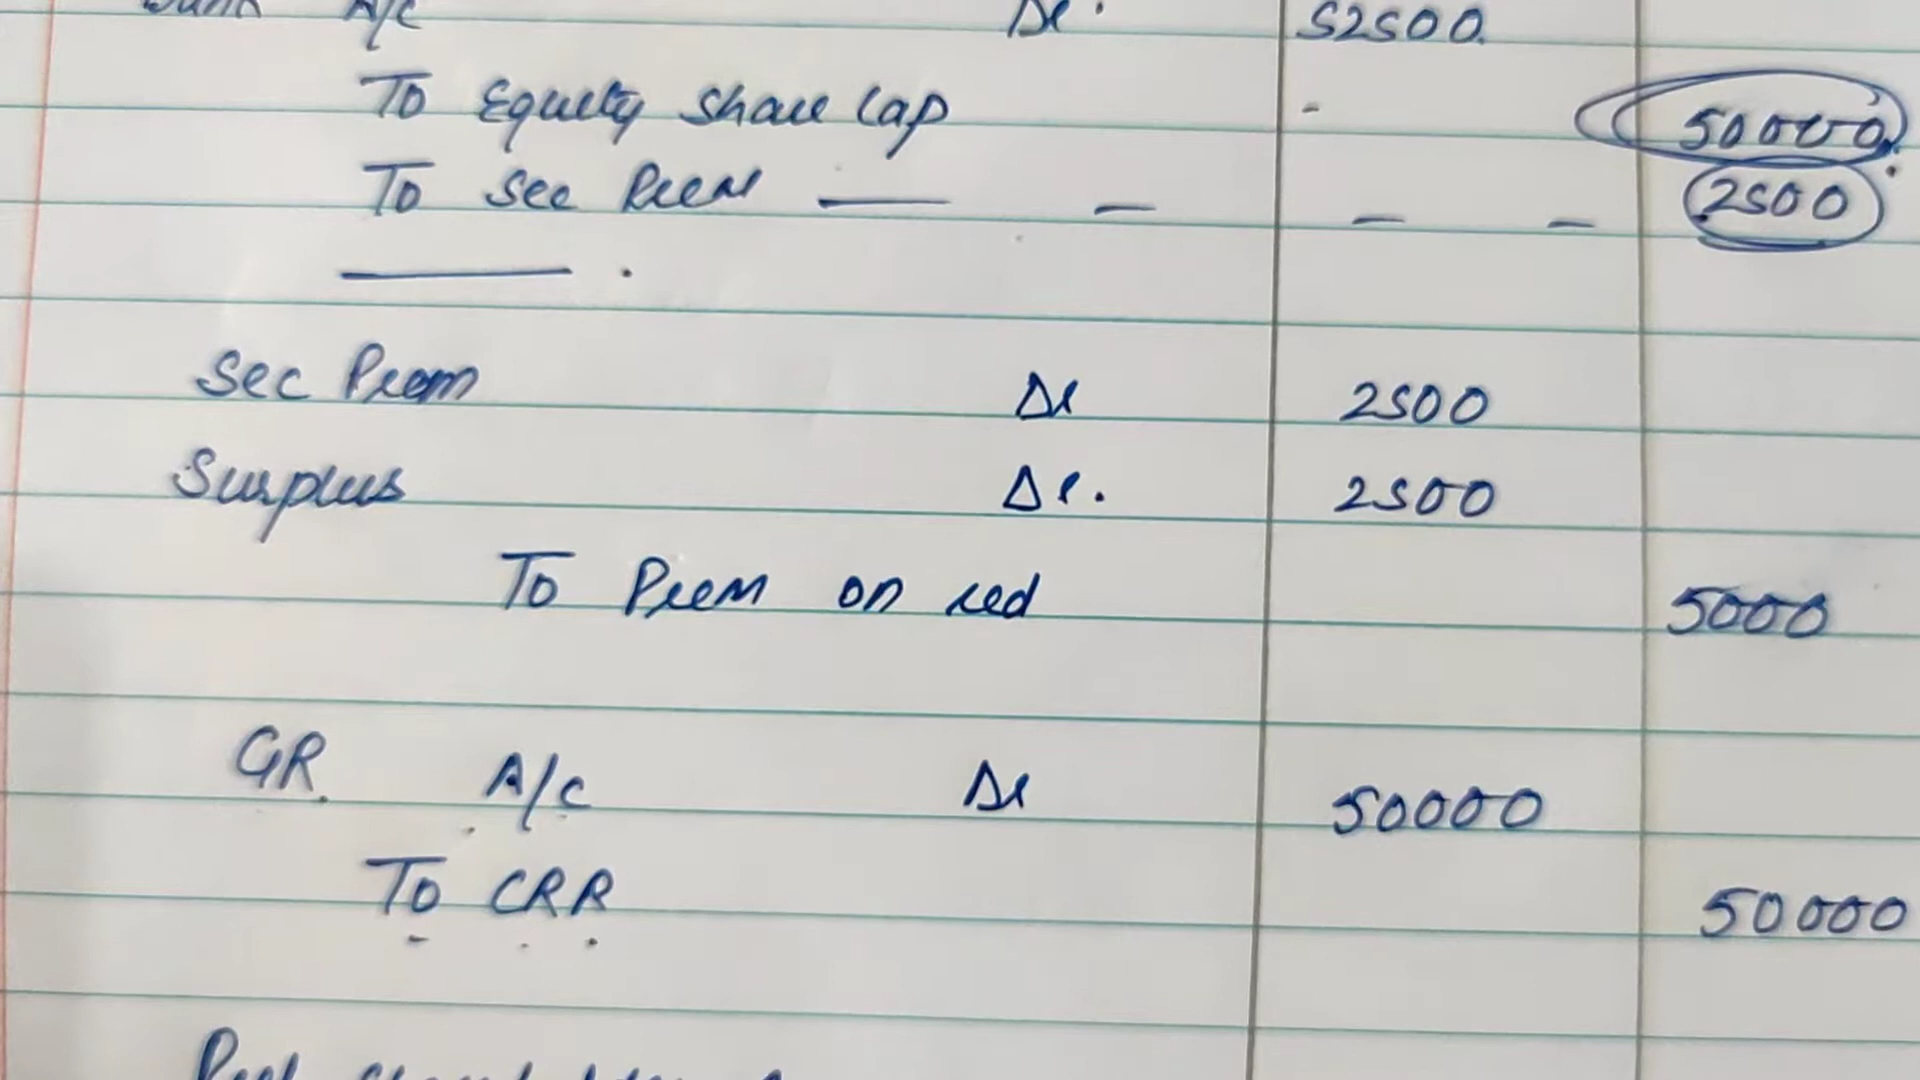 Bank A/C Dr. 52500.
To Equity Share Cap - 50000.
To Sec Prem — – – – 2500
Sec Prem Dr 2500
Surplus Dr. 2500
To Prem on red 5000
GR. A/C Dr 50000
To CRR 50000